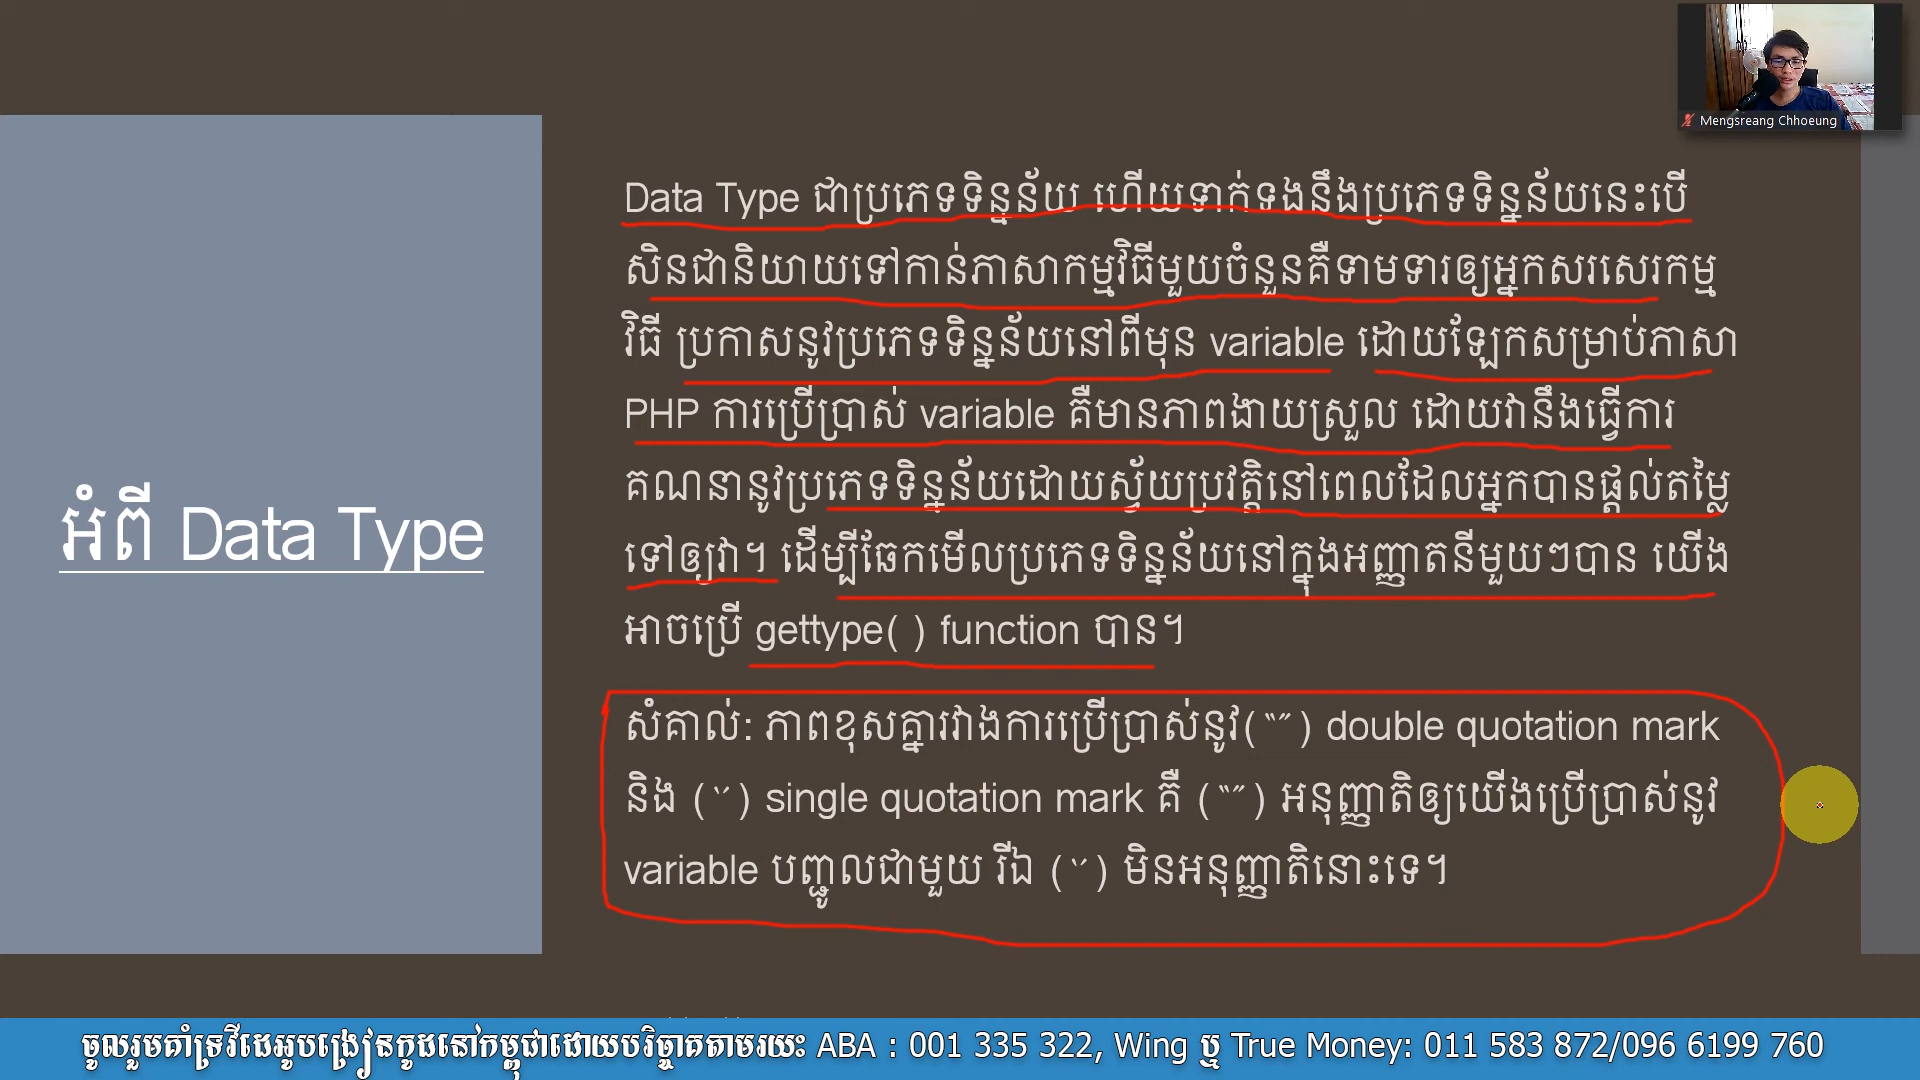 Mengsreang Chhoeung
អំពី Data Type
Data Type ជាប្រភេទទិន្នន័យ ហើយទាក់ទងនឹងប្រភេទទិន្នន័យនេះបើ
សិនជានិយាយទៅកាន់ភាសាកម្មវិធីមួយចំនួនគឺទាមទារឲ្យអ្នកសរសេរកម្ម
វិធី ប្រកាសនូវប្រភេទទិន្នន័យនៅពីមុន variable ដោយឡែកសម្រាប់ភាសា
PHP ការប្រើប្រាស់ variable គឺមានភាពងាយស្រួល ដោយវានឹងធ្វើការ
គណនានូវប្រភេទទិន្នន័យដោយស្វ័យប្រវត្តិនៅពេលដែលអ្នកបានផ្តល់តម្លៃ
ទៅឲ្យវា។ ដើម្បីឆែកមើលប្រភេទទិន្នន័យនៅក្នុងអញ្ញាតនីមួយៗបាន យើង
អាចប្រើ gettype( ) function បាន។
សំគាល់: ភាពខុសគ្នារវាងការប្រើប្រាស់នូវ(“”) double quotation mark
និង (‘’) single quotation mark គឺ (“”) អនុញ្ញាតិឲ្យយើងប្រើប្រាស់នូវ
variable បញ្ជូលជាមួយ រីឯ (‘’) មិនអនុញ្ញាតិនោះទេ។
ចូលរួមគាំទ្រវីដេអូបង្រៀនកូដនៅកម្ពុជាដោយបរិច្ចាគតាមរយះ ABA : 001 335 322, Wing ឬ True Money: 011 583 872/096 6199 760